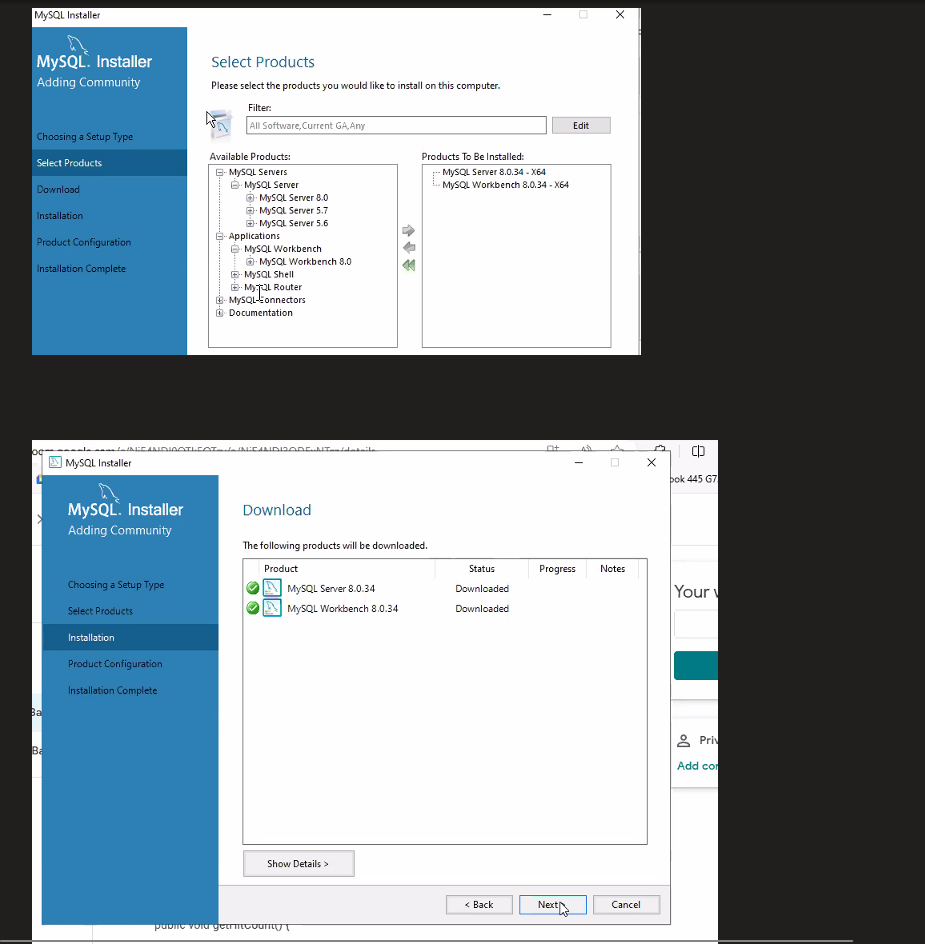 MySQL Installer
MySQL. Installer
Adding Community
Choosing a Setup Type
Select Products
Download
Installation
Product Configuration
Installation Complete
Select Products
Please select the products you would like to install on this computer.
Filter:
All Software,Current GA,Any
Edit
Available Products:
MySQL Servers
MySQL Server
MySQL Server 8.0
MySQL Server 5.7
MySQL Server 5.6
Applications
MySQL Workbench
MySQL Workbench 8.0
MySQL Shell
MySQL Router
MySQL Connectors
Documentation
Products To Be Installed:
MySQL Server 8.0.34 - X64
MySQL Workbench 8.0.34 - X64
ook 445 G7
MySQL Installer
MySQL. Installer
Adding Community
Choosing a Setup Type
Select Products
Installation
Product Configuration
Installation Complete
Download
The following products will be downloaded.
Product Status Progress Notes
MySQL Server 8.0.34 Downloaded
MySQL Workbench 8.0.34 Downloaded
Show Details >
< Back Next Cancel
Your
Priv
Add co
Ba
Ba
public void getHitCount() {